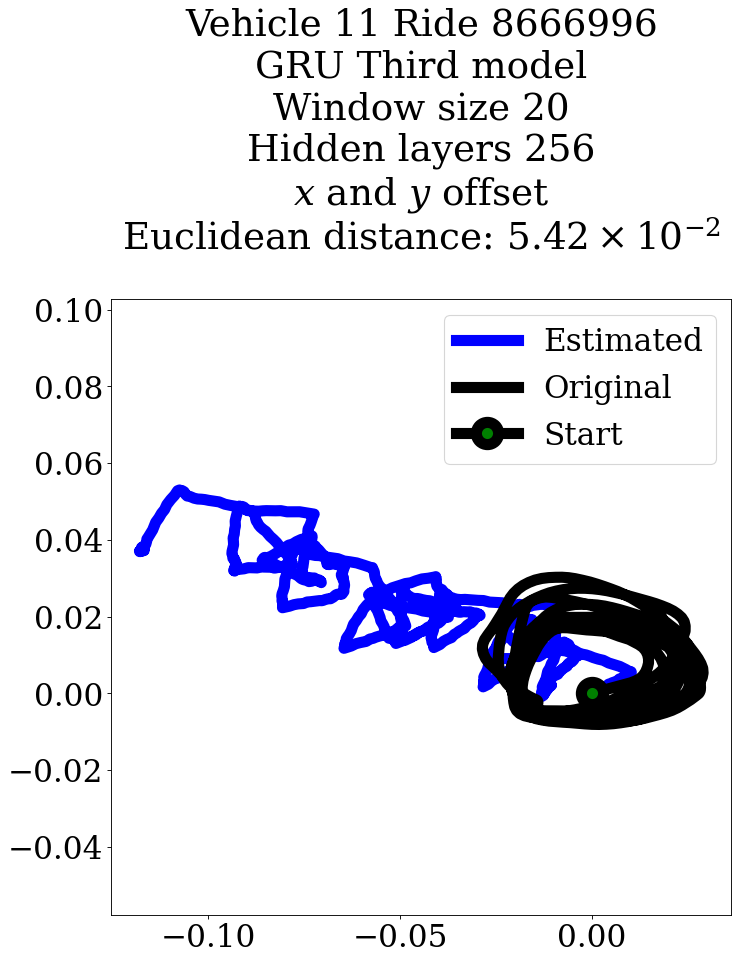 Vehicle 11 Ride 8666996
GRU Third model
Window size 20
Hidden layers 256
x and y offset
Euclidean distance: 5.42 × 10⁻²
0.10
Estimated
Original
Start
0.08
0.06
0.04
0.02
0.00
−0.02
−0.04
−0.10 −0.05 0.00